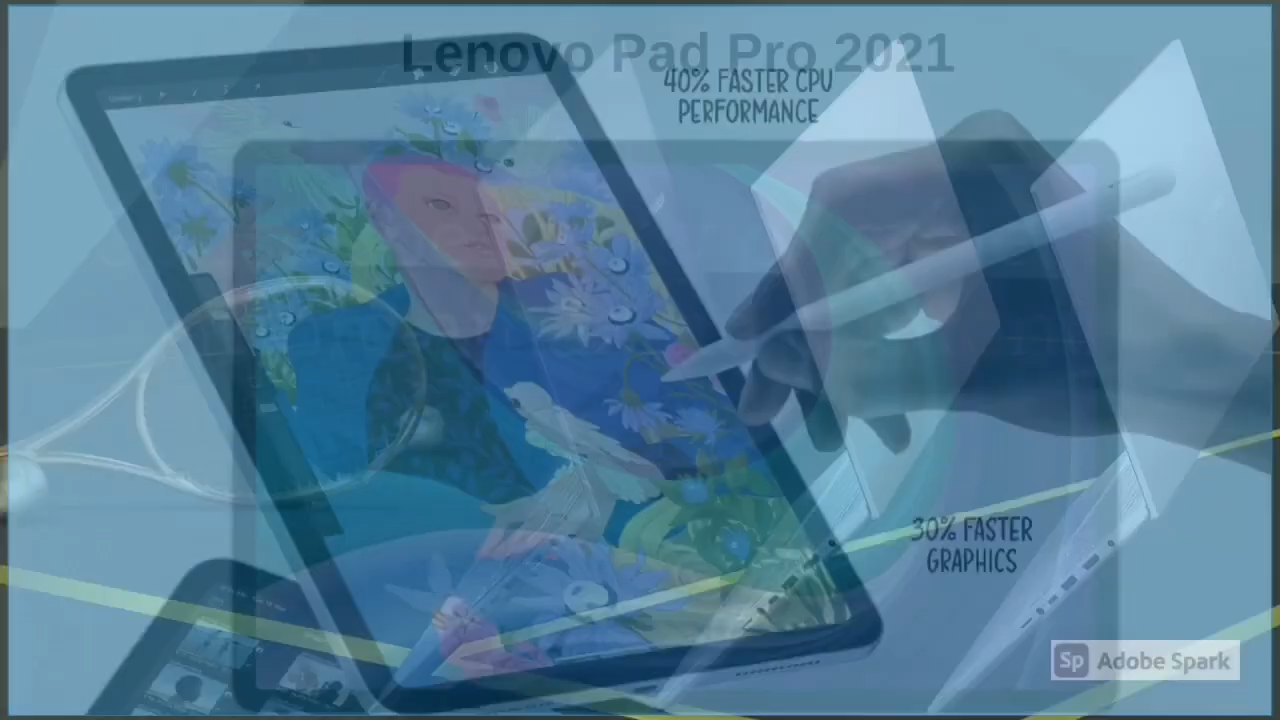 Lenovo Pad Pro 2021
40% FASTER CPU
PERFORMANCE
30% FASTER
GRAPHICS
Sp Adobe Spark